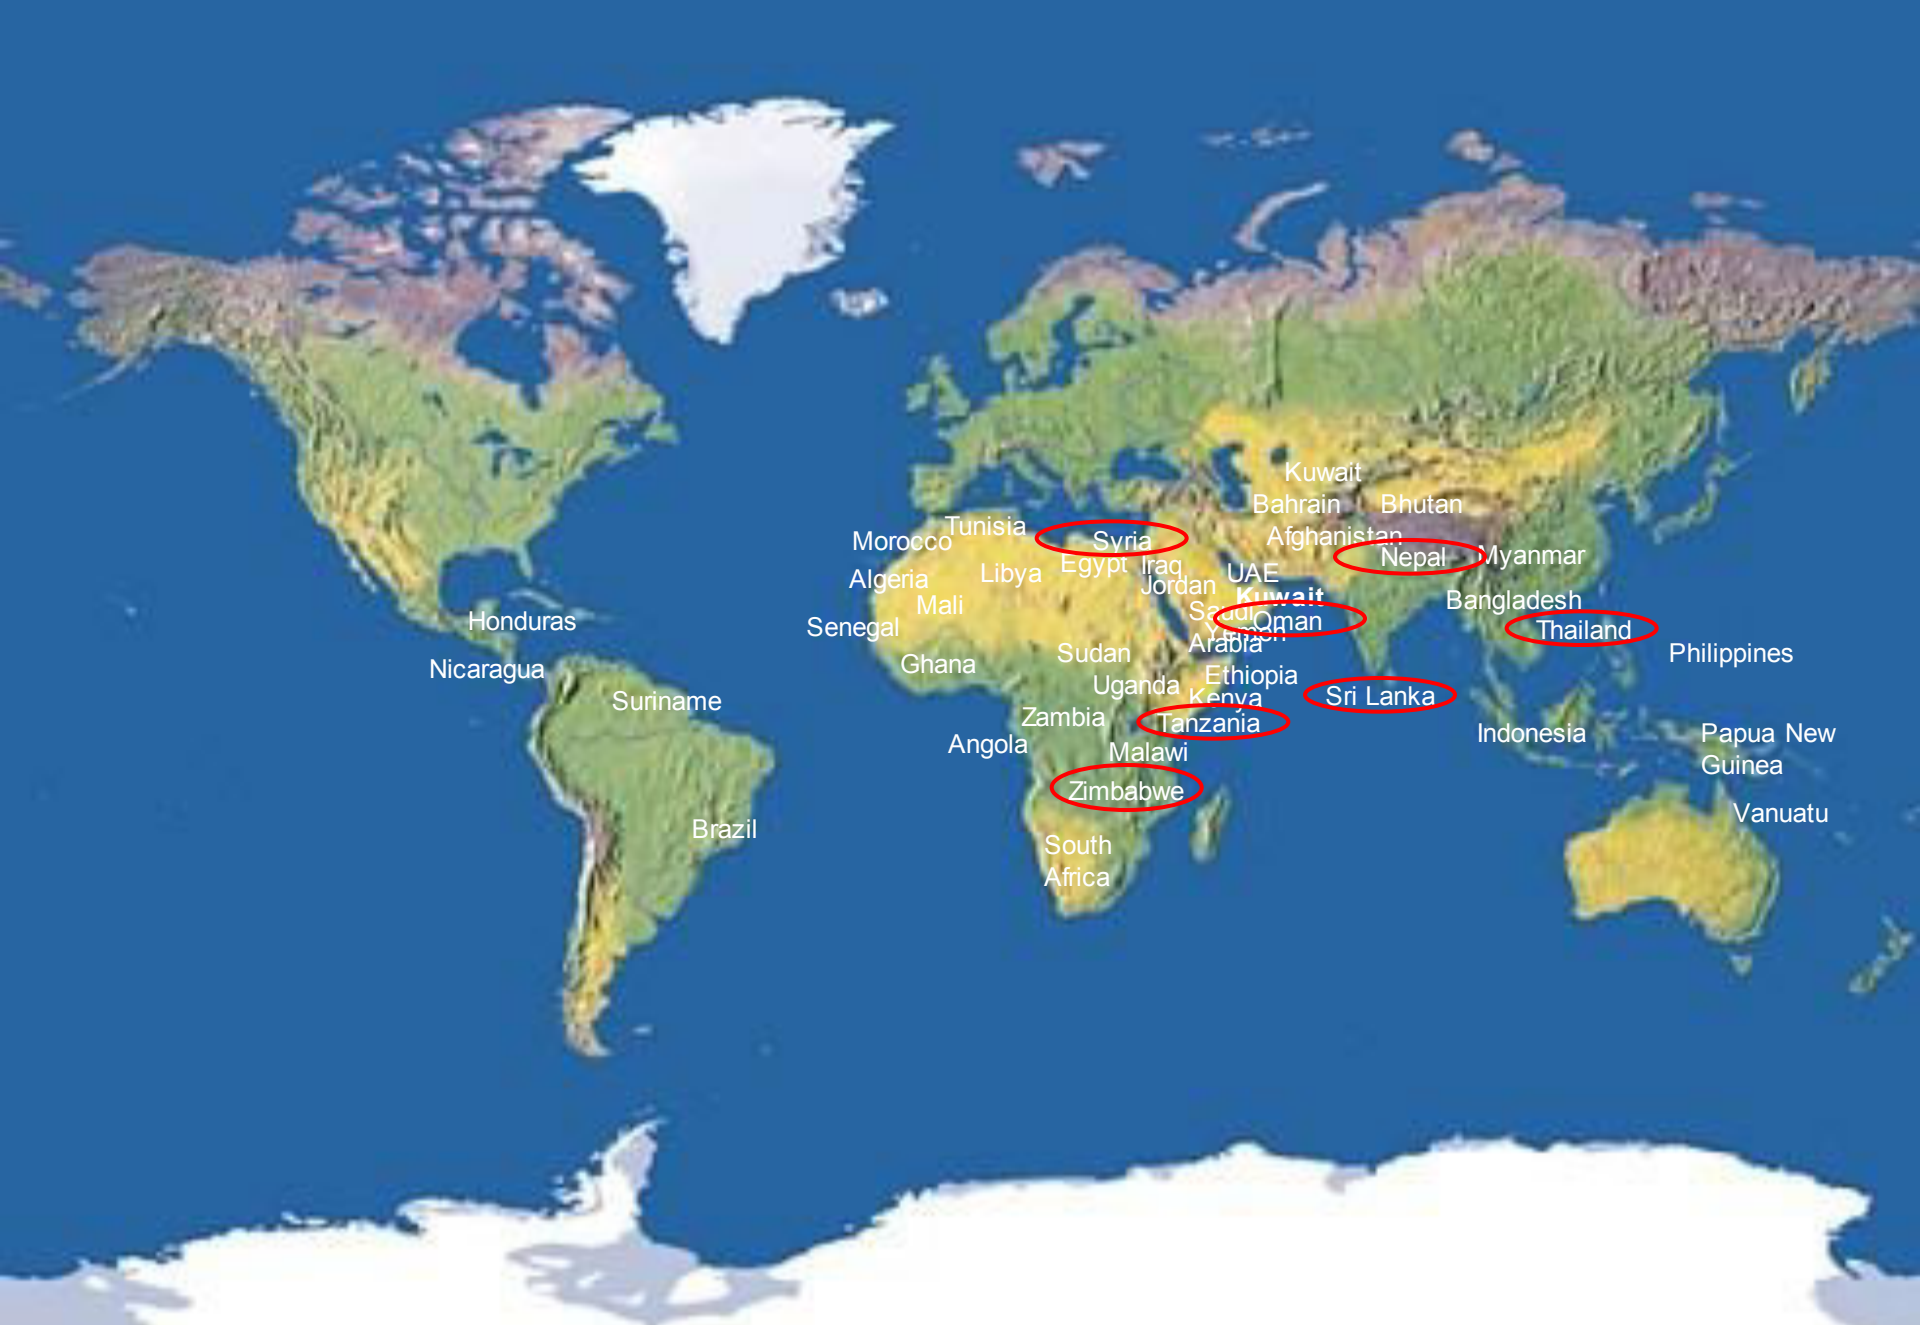 Kuwait
Bahrain
Bhutan
Tunisia
Morocco
Syria
Afghanistan
Nepal
Myanmar
Egypt
Iraq
Algeria
Libya
Jordan
UAE
Mali
Kuwait
Bangladesh
Honduras
Senegal
Saudi
Arabia
Oman
Yemen
Thailand
Nicaragua
Ghana
Sudan
Philippines
Uganda
Ethiopia
Suriname
Kenya
Sri Lanka
Zambia
Tanzania
Angola
Malawi
Indonesia
Papua New
Guinea
Zimbabwe
Vanuatu
Brazil
South
Africa